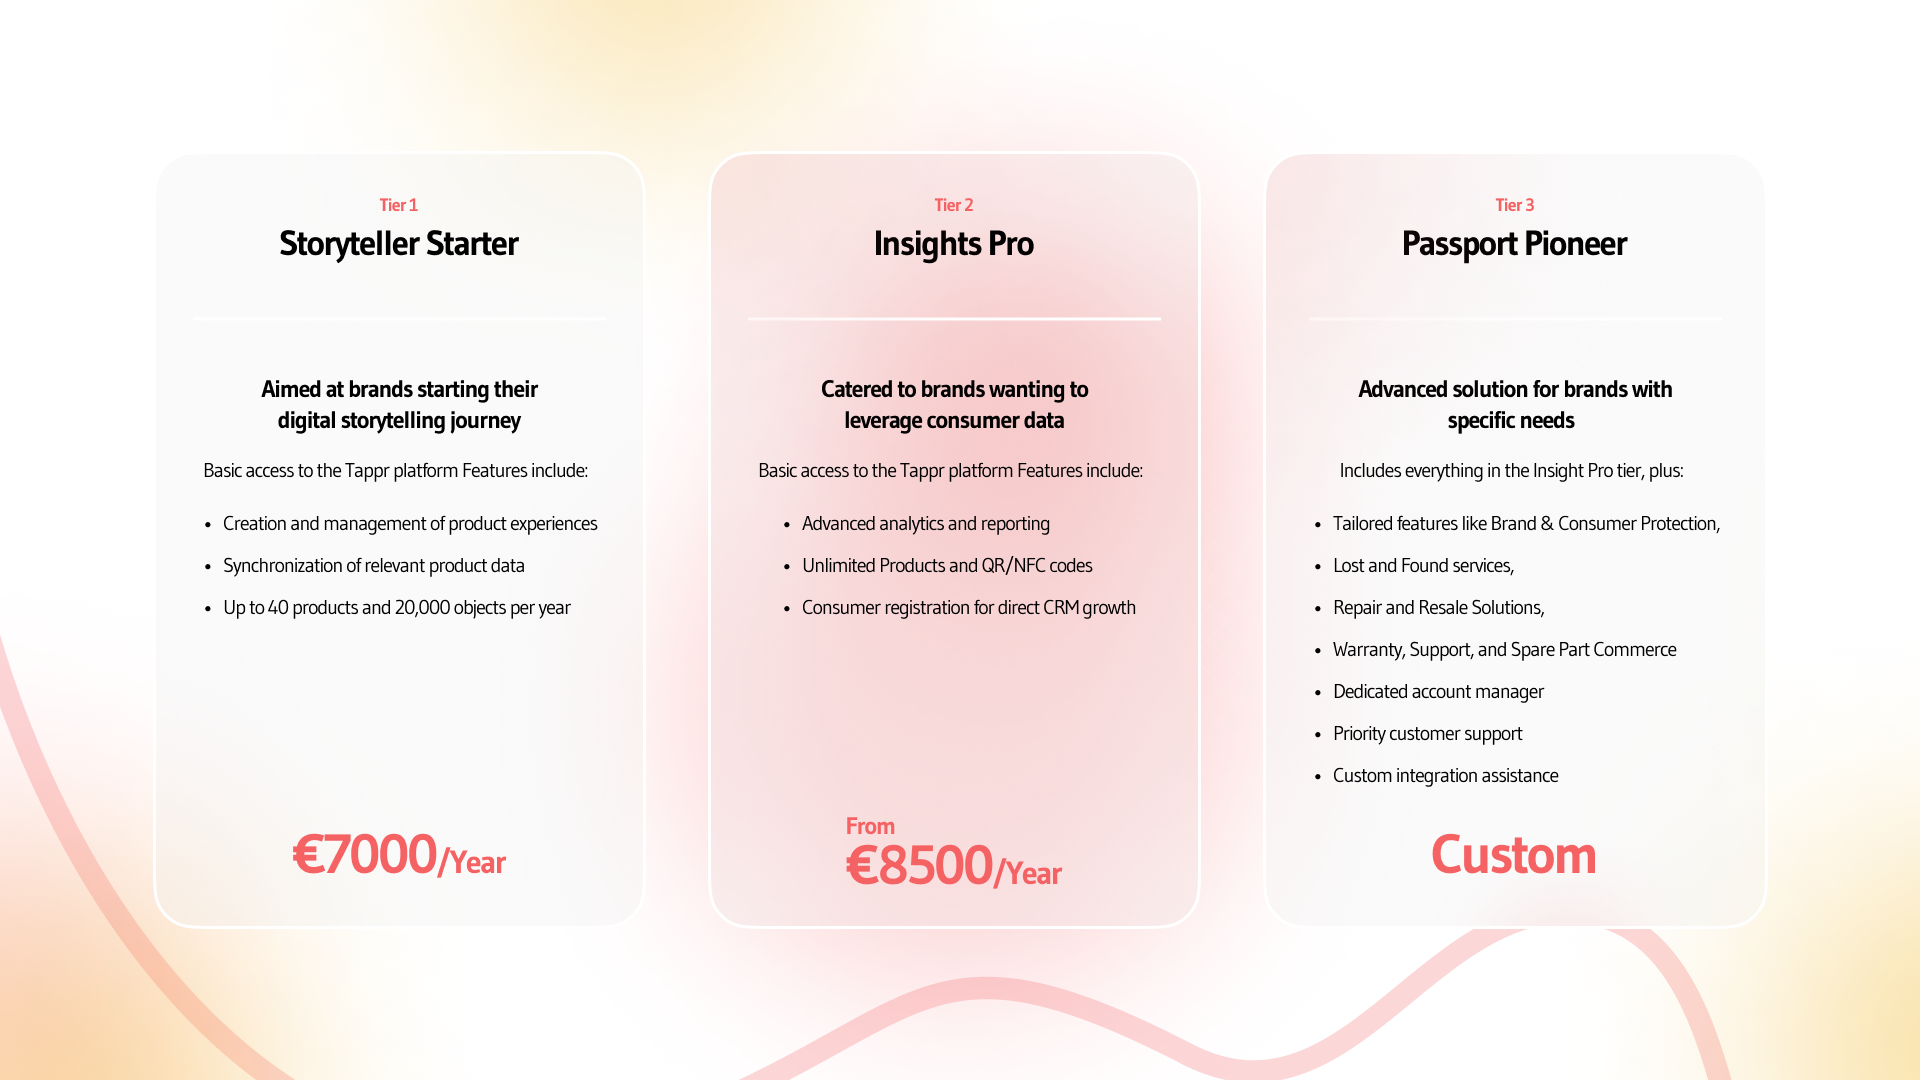 Tier 1
Storyteller Starter
Aimed at brands starting their
digital storytelling journey
Basic access to the Tappr platform Features include:
• Creation and management of product experiences
• Synchronization of relevant product data
• Up to 40 products and 20,000 objects per year
€7000/Year
Tier 2
Insights Pro
Catered to brands wanting to
leverage consumer data
Basic access to the Tappr platform Features include:
• Advanced analytics and reporting
• Unlimited Products and QR/NFC codes
• Consumer registration for direct CRM growth
From
€8500/Year
Tier 3
Passport Pioneer
Advanced solution for brands with
specific needs
Includes everything in the Insight Pro tier, plus:
• Tailored features like Brand & Consumer Protection,
• Lost and Found services,
• Repair and Resale Solutions,
• Warranty, Support, and Spare Part Commerce
• Dedicated account manager
• Priority customer support
• Custom integration assistance
Custom